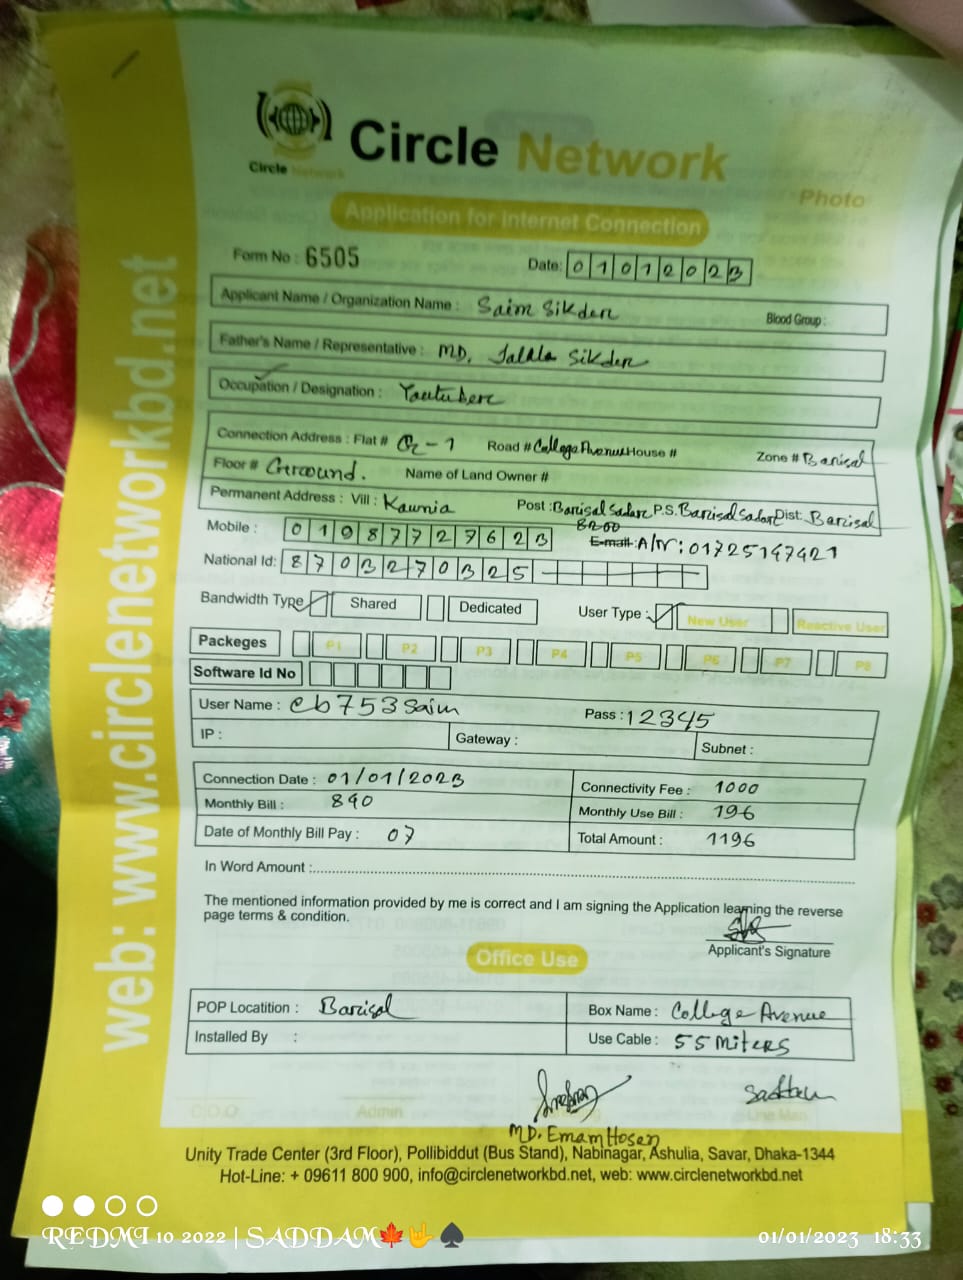 Circle Network
Circle Network
Photo
Application for Internet Connection
Form No : 6505
Date: 01012023
Applicant Name / Organization Name : Saim Sikder
Blood Group :
Father's Name / Representative : MD. Jalala Sikder
Occupation / Designation : Youtuber
Connection Address : Flat # Road # College Avenue House # Zone # Barisal
Floor # Ground. Name of Land Owner #
Permanent Address : Vill : Kaunia Post : Barisal Sadar P.S. Barisal Sadar Dist: Barisal
8200
Mobile : 01987727623 E-mail: A/N: 01725147421
National Id: 8703270325
Bandwidth Type Shared Dedicated User Type : New User Reactive User
Packeges P1 P2 P3 P4 P5 P6 P7 P8
Software Id No
User Name : cb753saim Pass : 12345
IP : Gateway : Subnet :
Connection Date : 01/01/2023 Connectivity Fee : 1000
Monthly Bill : 840 Monthly Use Bill : 196
Date of Monthly Bill Pay : 07 Total Amount : 1196
In Word Amount :
The mentioned information provided by me is correct and I am signing the Application learning the reverse
page terms & condition.
Applicant's Signature
Office Use
POP Locatition : Barisal Box Name : College Avenue
Installed By : Use Cable : 55 Miters
Saddam
C.O.O Admin Line Man
MD. Emam Hosen
Unity Trade Center (3rd Floor), Pollibiddut (Bus Stand), Nabinagar, Ashulia, Savar, Dhaka-1344
Hot-Line: + 09611 800 900, info@circlenetworkbd.net, web: www.circlenetworkbd.net
web: www.circlenetworkbd.net
REDMI 10 2022 | SADDAM🍁🤟♠ 01/01/2023 18:33